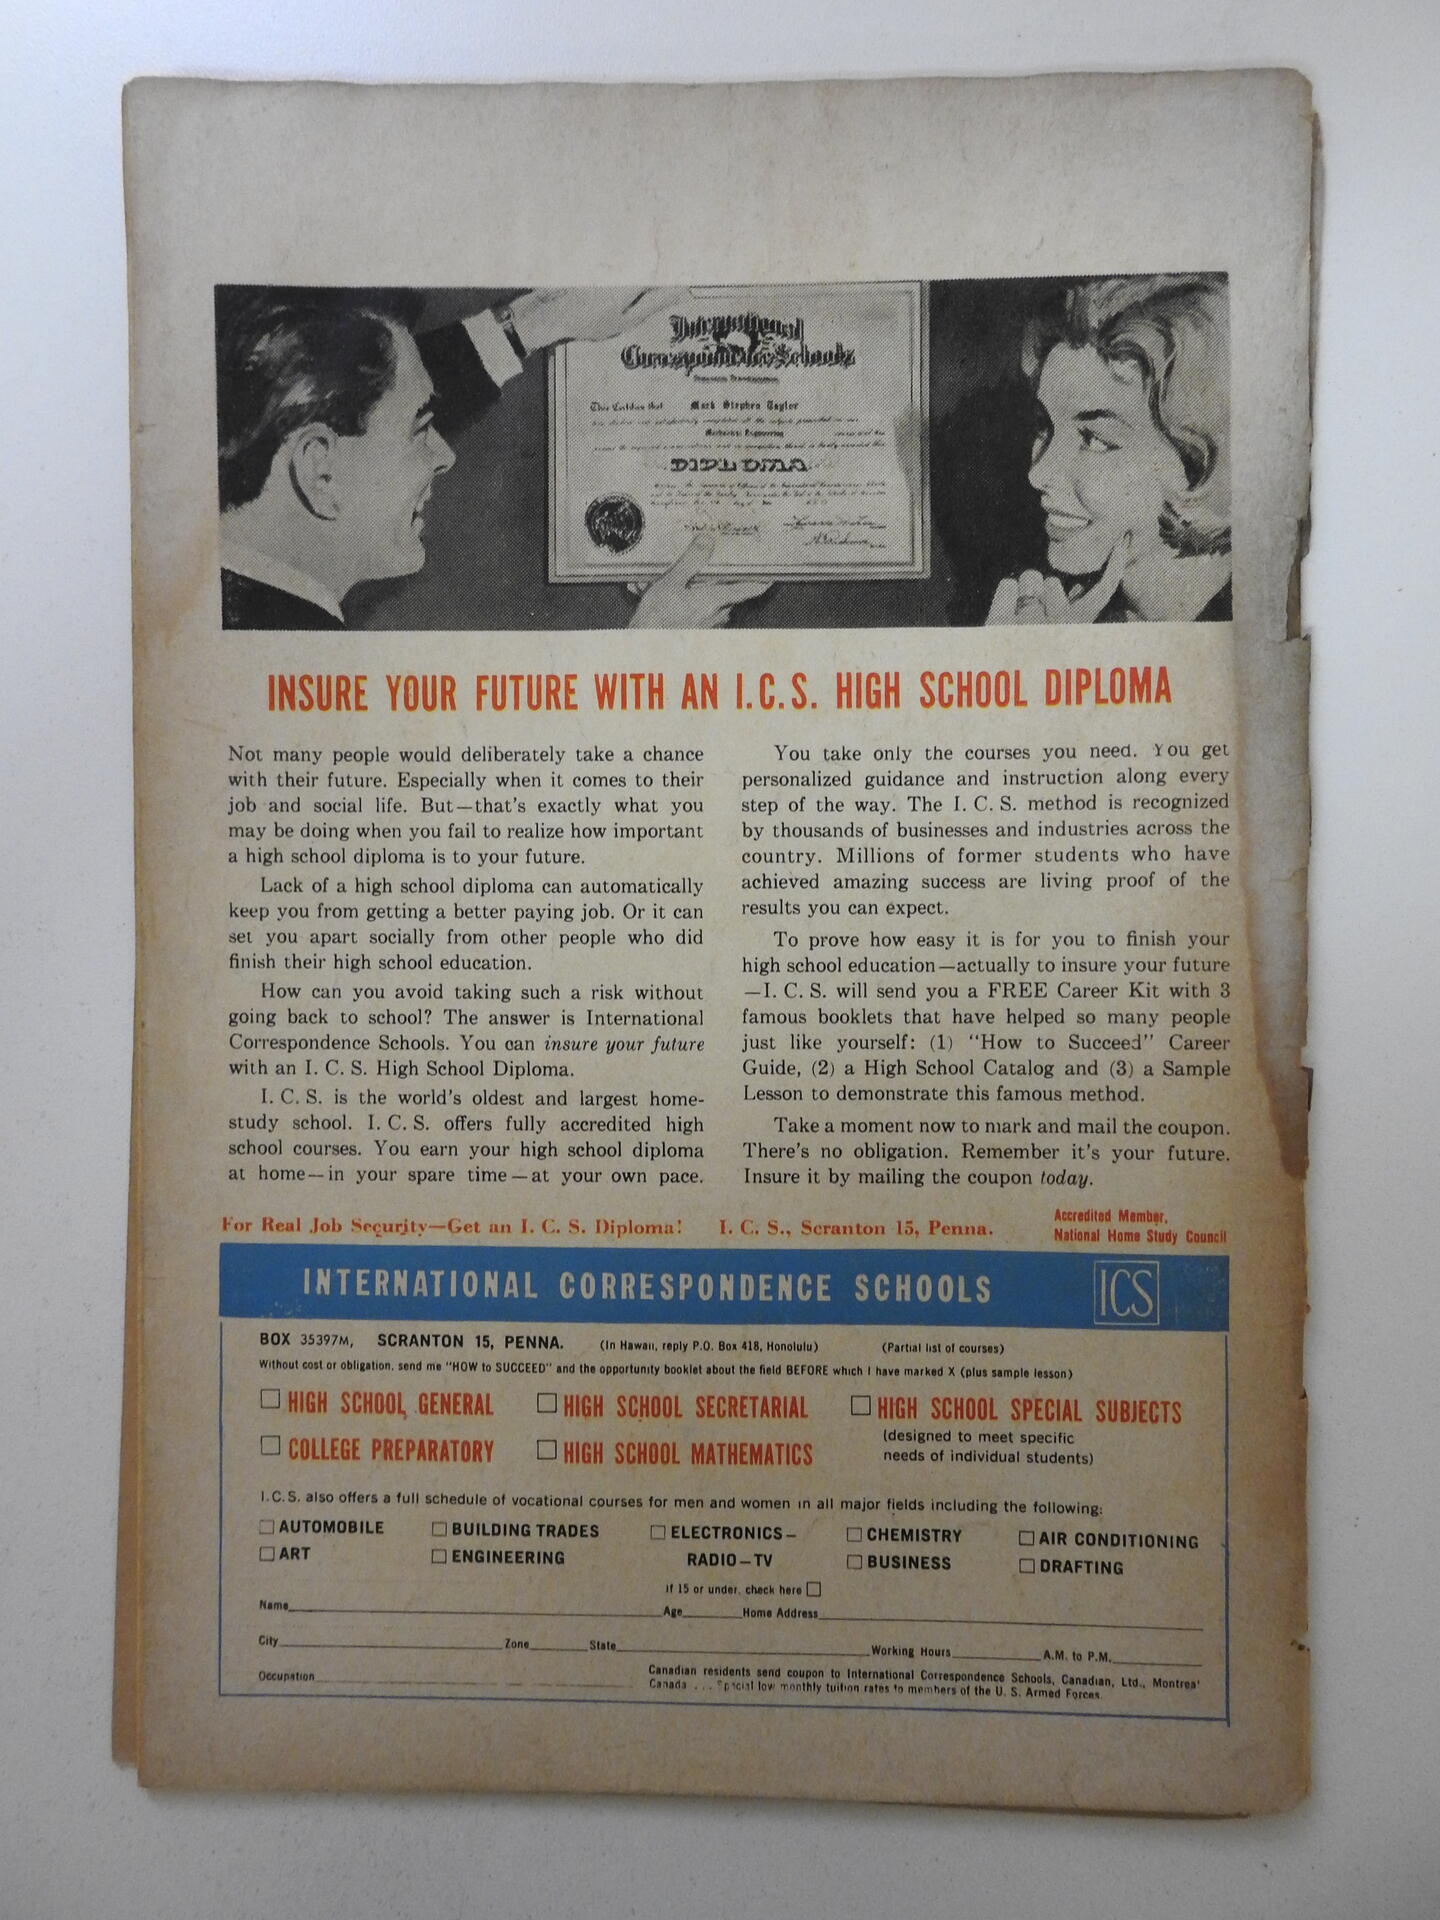 International
Correspondence Schools
This Certifies that Mark Stephen Taylor
Mechanical Engineering
DIPLOMA
INSURE YOUR FUTURE WITH AN I.C.S. HIGH SCHOOL DIPLOMA
Not many people would deliberately take a chance
with their future. Especially when it comes to their
job and social life. But—that's exactly what you
may be doing when you fail to realize how important
a high school diploma is to your future.
Lack of a high school diploma can automatically
keep you from getting a better paying job. Or it can
set you apart socially from other people who did
finish their high school education.
How can you avoid taking such a risk without
going back to school? The answer is International
Correspondence Schools. You can insure your future
with an I. C. S. High School Diploma.
I. C. S. is the world's oldest and largest home-
study school. I. C. S. offers fully accredited high
school courses. You earn your high school diploma
at home—in your spare time—at your own pace.
You take only the courses you need. You get
personalized guidance and instruction along every
step of the way. The I. C. S. method is recognized
by thousands of businesses and industries across the
country. Millions of former students who have
achieved amazing success are living proof of the
results you can expect.
To prove how easy it is for you to finish your
high school education—actually to insure your future
—I. C. S. will send you a FREE Career Kit with 3
famous booklets that have helped so many people
just like yourself: (1) "How to Succeed" Career
Guide, (2) a High School Catalog and (3) a Sample
Lesson to demonstrate this famous method.
Take a moment now to mark and mail the coupon.
There's no obligation. Remember it's your future.
Insure it by mailing the coupon today.
For Real Job Security—Get an I. C. S. Diploma! I. C. S., Scranton 15, Penna.
Accredited Member,
National Home Study Council
INTERNATIONAL CORRESPONDENCE SCHOOLS ICS
BOX 35397M, SCRANTON 15, PENNA. (In Hawaii, reply P.O. Box 418, Honolulu) (Partial list of courses)
Without cost or obligation, send me "HOW to SUCCEED" and the opportunity booklet about the field BEFORE which I have marked X (plus sample lesson)
HIGH SCHOOL GENERAL HIGH SCHOOL SECRETARIAL HIGH SCHOOL SPECIAL SUBJECTS
(designed to meet specific
COLLEGE PREPARATORY HIGH SCHOOL MATHEMATICS needs of individual students)
I.C.S. also offers a full schedule of vocational courses for men and women in all major fields including the following:
AUTOMOBILE BUILDING TRADES ELECTRONICS— CHEMISTRY AIR CONDITIONING
ART ENGINEERING RADIO—TV BUSINESS DRAFTING
If 15 or under, check here
Name Age Home Address
City Zone State Working Hours A.M. to P.M.
Occupation
Canadian residents send coupon to International Correspondence Schools, Canadian, Ltd., Montreal
Canada . . . Special low monthly tuition rates to members of the U. S. Armed Forces.